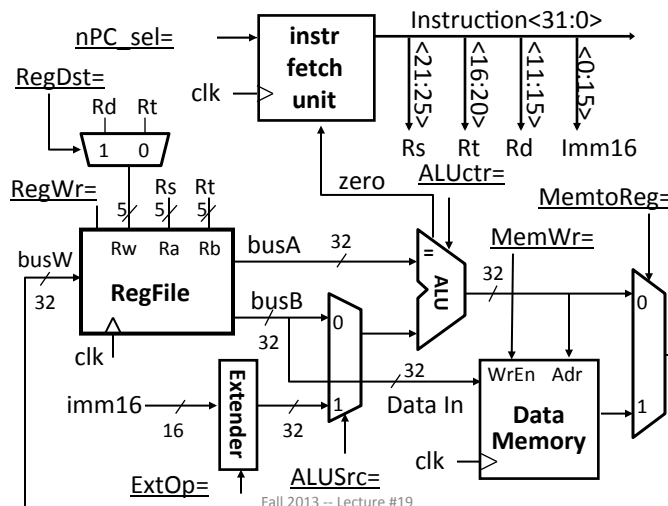 Instruction<31:0>
nPC_sel=
instr
fetch
unit
<21:25>
<16:20>
<11:15>
<0:15>
RegDst=
clk
Rd Rt
1 0
Rs Rt Rd Imm16
zero
ALUctr=
RegWr=
Rs Rt
5 5 5
MemtoReg=
Rw Ra Rb
busA
32
=
MemWr=
busW
32
RegFile
ALU
32
busB
32
0
0
clk
32
WrEn Adr
imm16
16
Extender
32
1
Data In
Data
Memory
1
clk
ExtOp=
ALUSrc=
Fall 2013 -- Lecture #19